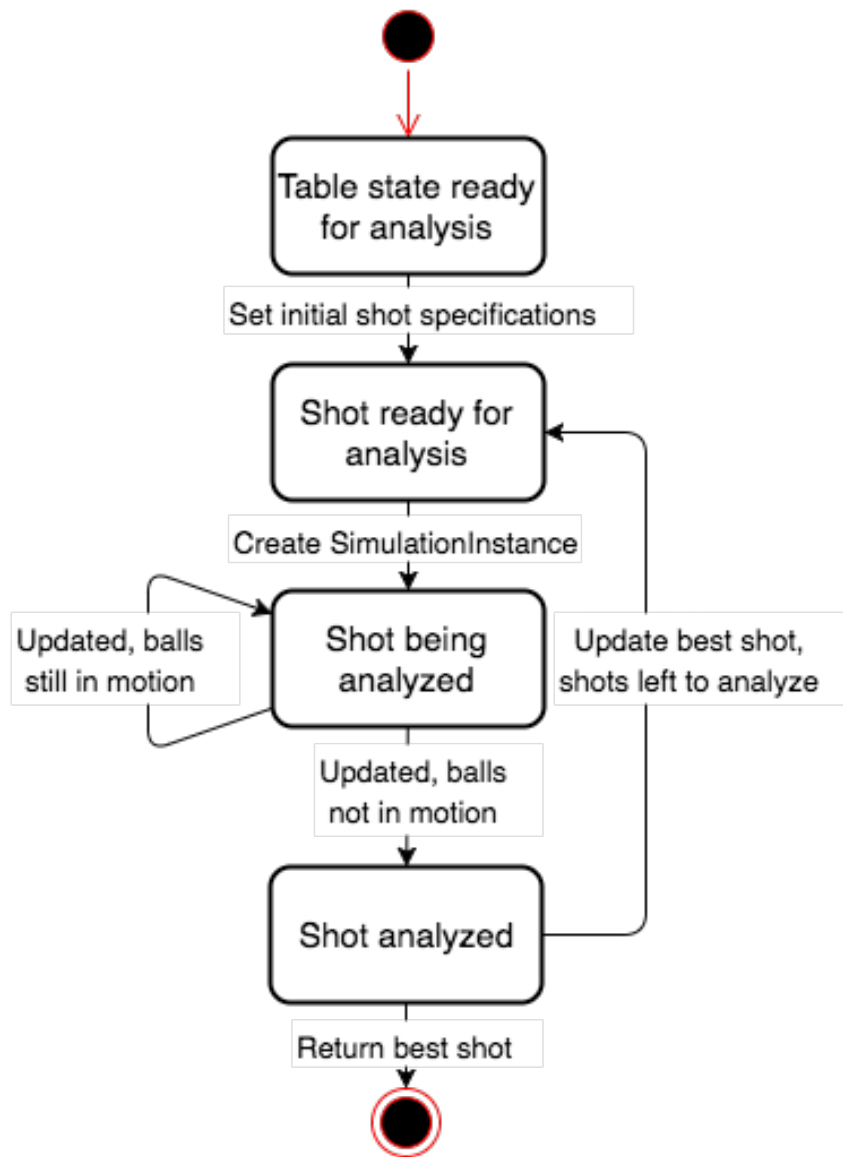 Table state ready
for analysis
Set initial shot specifications
Shot ready for
analysis
Create SimulationInstance
Updated, balls
still in motion
Shot being
analyzed
Update best shot,
shots left to analyze
Updated, balls
not in motion
Shot analyzed
Return best shot